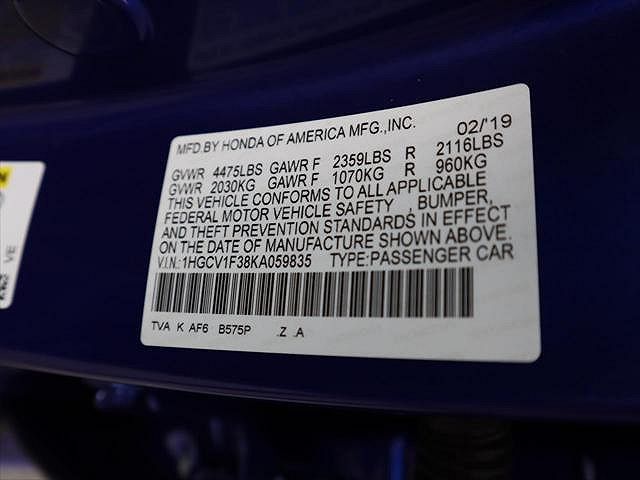 MFD.BY HONDA OF AMERICA MFG.,INC. 02/'19
GVWR 4475LBS GAWR F 2359LBS R 2116LBS
GVWR 2030KG GAWR F 1070KG R 960KG
THIS VEHICLE CONFORMS TO ALL APPLICABLE
FEDERAL MOTOR VEHICLE SAFETY , BUMPER,
AND THEFT PREVENTION STANDARDS IN EFFECT
ON THE DATE OF MANUFACTURE SHOWN ABOVE.
V.I.N.:1HGCV1F38KA059835 TYPE:PASSENGER CAR
TVA K AF6 B575P .Z .A
VE